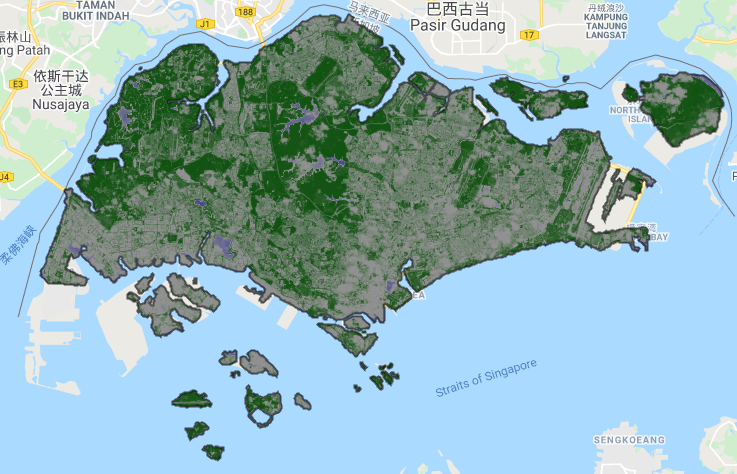 TAMAN
BUKIT INDAH
J1
188
马来西亚
巴西古当
Pasir Gudang
17
丹绒浪沙
KAMPUNG
TANJUNG
LANGSAT
振林山
Patah
E3
依斯干达
公主城
Nusajaya
J4
柔佛海峡
NORTH
ISLAN
BAY
EA
Straits of Singapore
SENGKOEANG